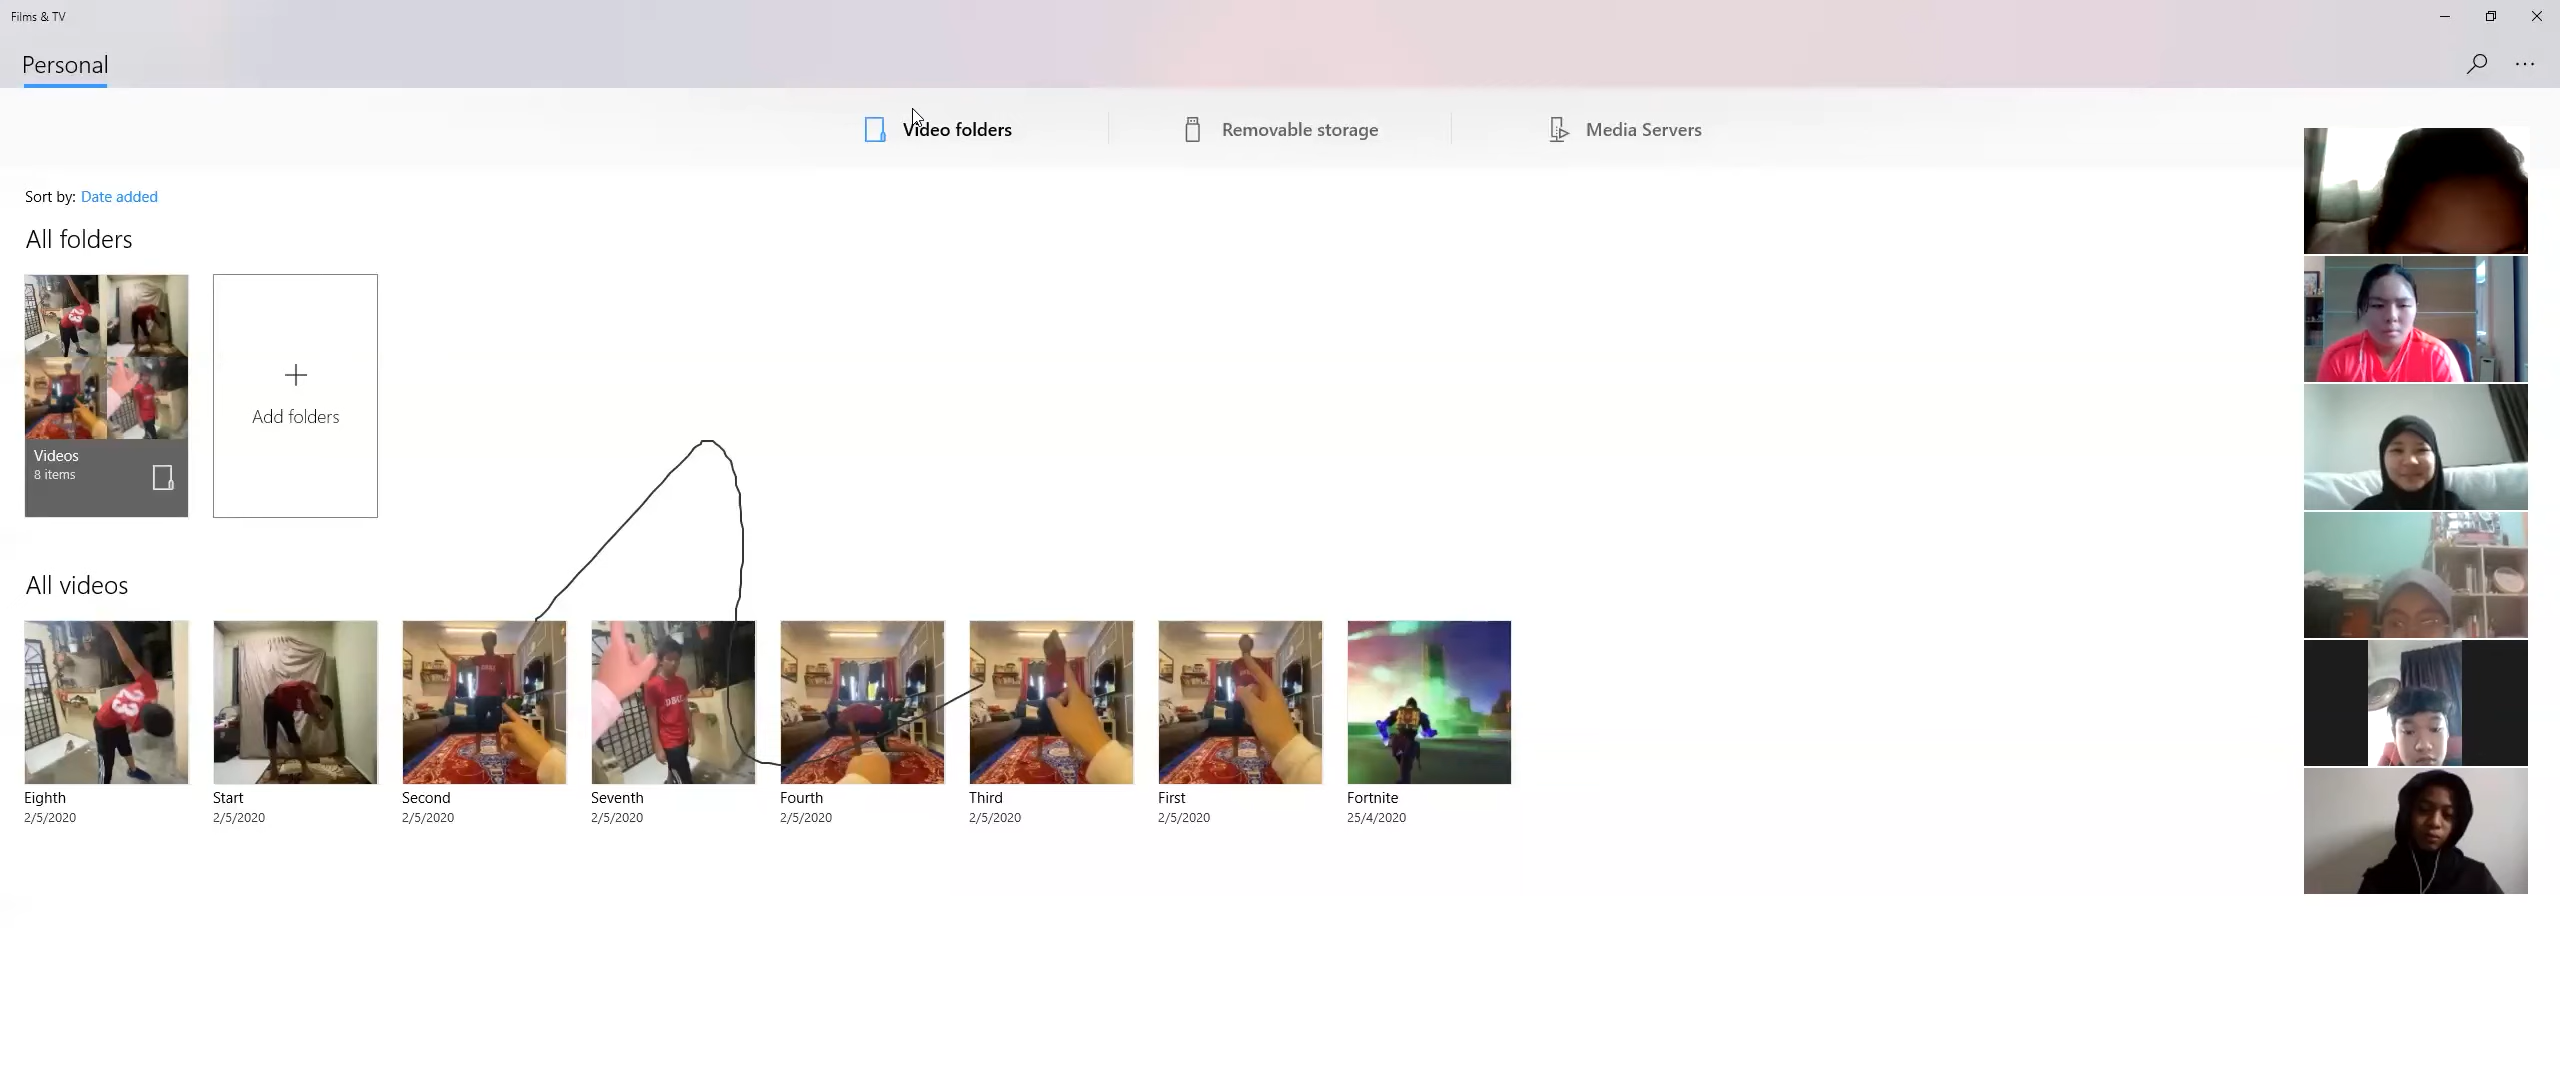 Films & TV
Personal
Video folders
Removable storage
Media Servers
Sort by: Date added
All folders
Videos
8 items
Add folders
All videos
23
Eighth
2/5/2020
Start
2/5/2020
Second
2/5/2020
Seventh
2/5/2020
Fourth
2/5/2020
Third
2/5/2020
First
2/5/2020
Fortnite
25/4/2020